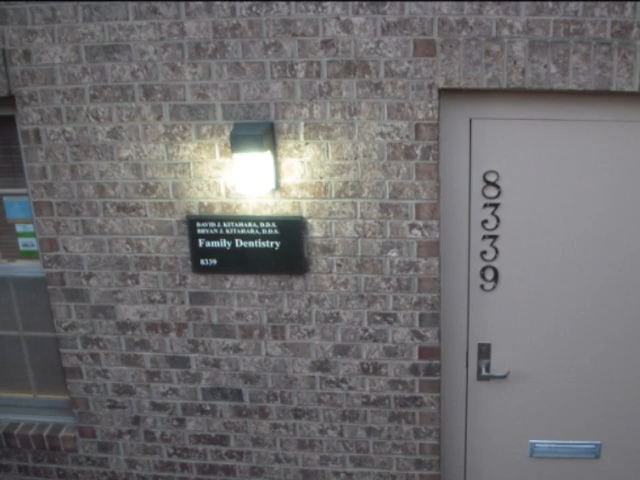 DAVID J. KITAHARA, D.D.S.
BRYAN J. KITAHARA, D.D.S.
Family Dentistry
8339
8339